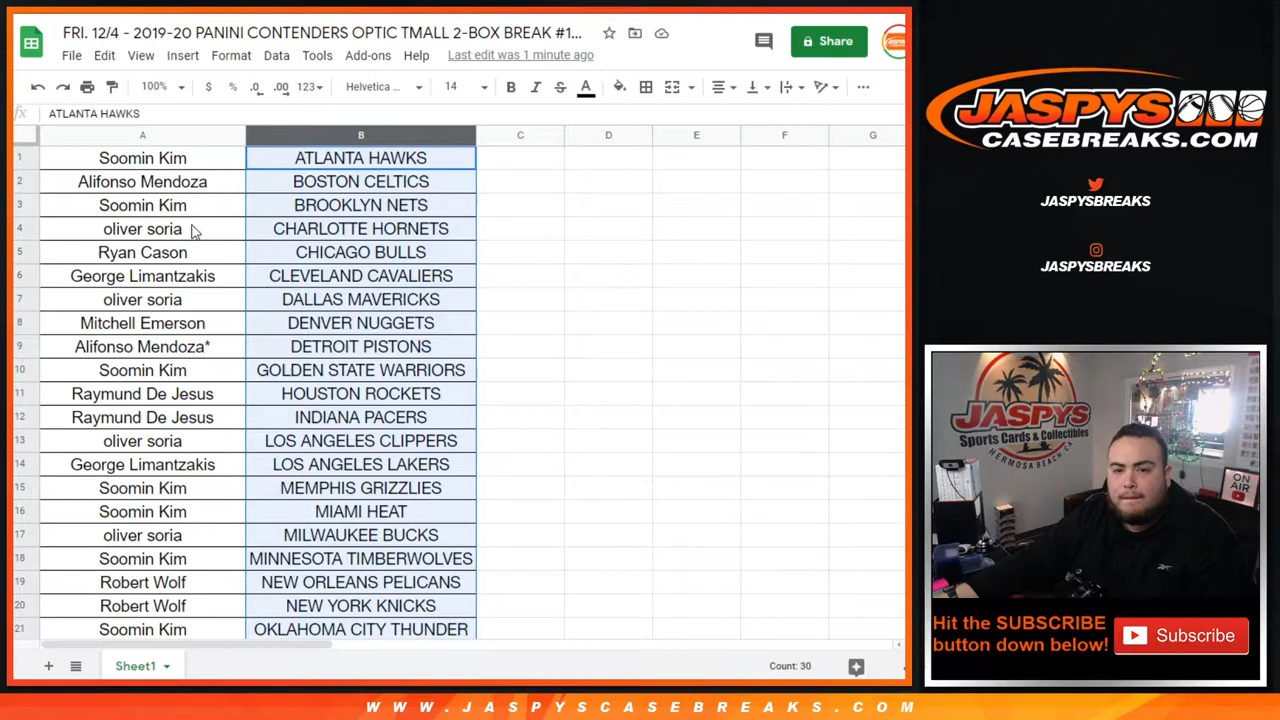 FRI. 12/4 - 2019-20 PANINI CONTENDERS OPTIC TMALL 2-BOX BREAK #1...
File Edit View Insert Format Data Tools Add-ons Help Last edit was 1 minute ago
Share
100% $ % .0 .00 123 Helvetica ... 14 B I S A
fx ATLANTA HAWKS
A B C D E F G
1 Soomin Kim ATLANTA HAWKS
2 Alifonso Mendoza BOSTON CELTICS
3 Soomin Kim BROOKLYN NETS
4 oliver soria CHARLOTTE HORNETS
5 Ryan Cason CHICAGO BULLS
6 George Limantzakis CLEVELAND CAVALIERS
7 oliver soria DALLAS MAVERICKS
8 Mitchell Emerson DENVER NUGGETS
9 Alifonso Mendoza* DETROIT PISTONS
10 Soomin Kim GOLDEN STATE WARRIORS
11 Raymund De Jesus HOUSTON ROCKETS
12 Raymund De Jesus INDIANA PACERS
13 oliver soria LOS ANGELES CLIPPERS
14 George Limantzakis LOS ANGELES LAKERS
15 Soomin Kim MEMPHIS GRIZZLIES
16 Soomin Kim MIAMI HEAT
17 oliver soria MILWAUKEE BUCKS
18 Soomin Kim MINNESOTA TIMBERWOLVES
19 Robert Wolf NEW ORLEANS PELICANS
20 Robert Wolf NEW YORK KNICKS
21 Soomin Kim OKLAHOMA CITY THUNDER
Sheet1 Count: 30
JASPYS
CASEBREAKS.COM
JASPYSBREAKS
JASPYSBREAKS
JASPYS
Sports Cards & Collectibles
HERMOSA BEACH, CA
ON
AIR
Hit the SUBSCRIBE
button down below!
Subscribe
WWW.JASPYSCASEBREAKS.COM